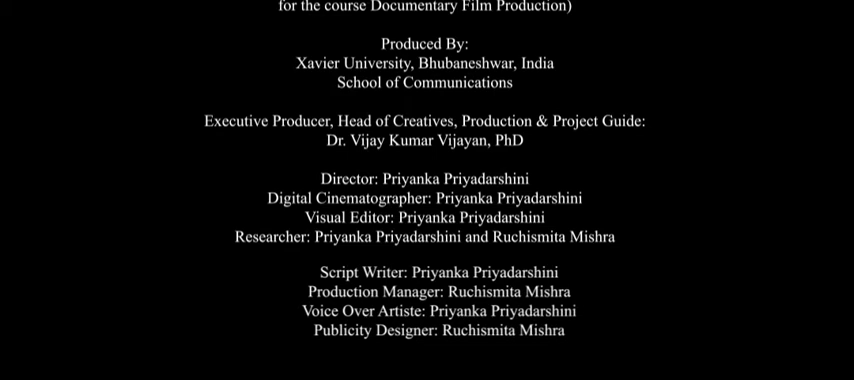 for the course Documentary Film Production)
Produced By:
Xavier University, Bhubaneshwar, India
School of Communications
Executive Producer, Head of Creatives, Production & Project Guide:
Dr. Vijay Kumar Vijayan, PhD
Director: Priyanka Priyadarshini
Digital Cinematographer: Priyanka Priyadarshini
Visual Editor: Priyanka Priyadarshini
Researcher: Priyanka Priyadarshini and Ruchismita Mishra
Script Writer: Priyanka Priyadarshini
Production Manager: Ruchismita Mishra
Voice Over Artiste: Priyanka Priyadarshini
Publicity Designer: Ruchismita Mishra